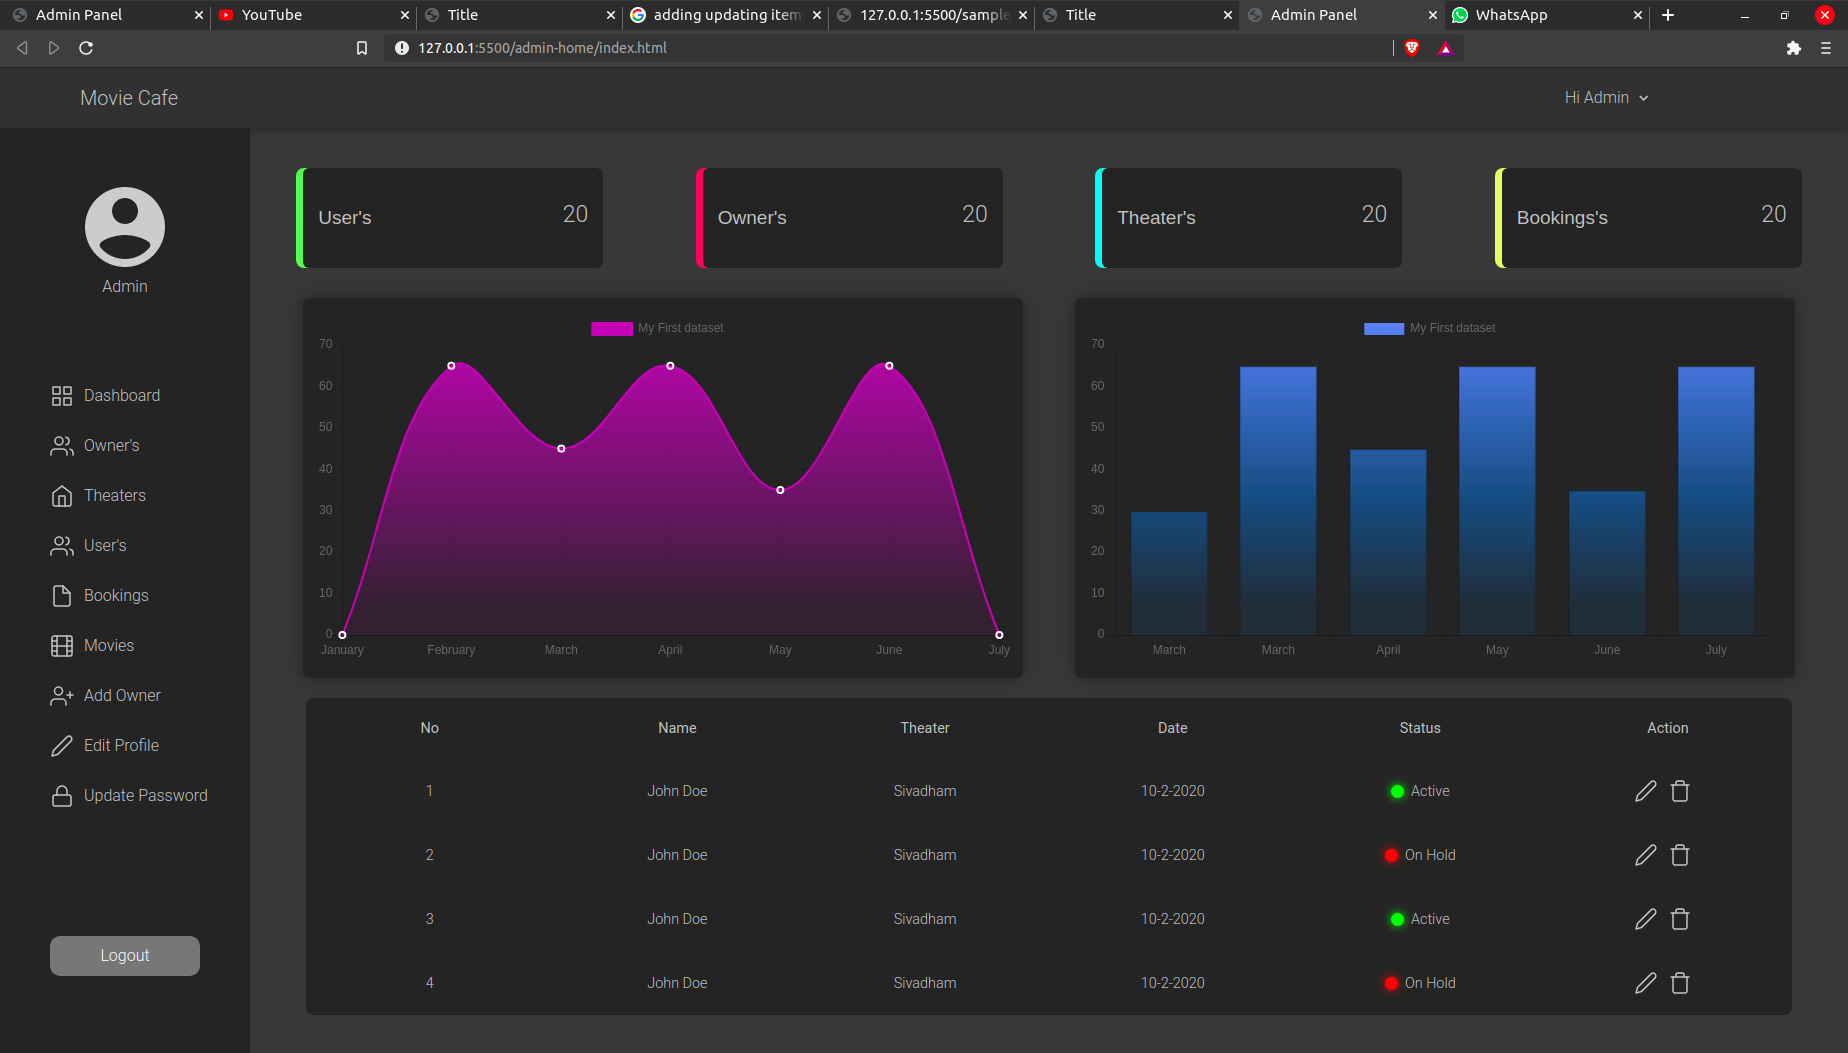 Admin Panel YouTube Title adding updating item 127.0.0.1:5500/sample Title Admin Panel WhatsApp
127.0.0.1:5500/admin-home/index.html
Movie Cafe
Hi Admin
Admin
Dashboard
Owner's
Theaters
User's
Bookings
Movies
Add Owner
Edit Profile
Update Password
Logout
User's 20
Owner's 20
Theater's 20
Bookings's 20
My First dataset
70
60
50
40
30
20
10
0
January February March April May June July
My First dataset
70
60
50
40
30
20
10
0
March March April May June July
No Name Theater Date Status Action
1 John Doe Sivadham 10-2-2020 Active
2 John Doe Sivadham 10-2-2020 On Hold
3 John Doe Sivadham 10-2-2020 Active
4 John Doe Sivadham 10-2-2020 On Hold